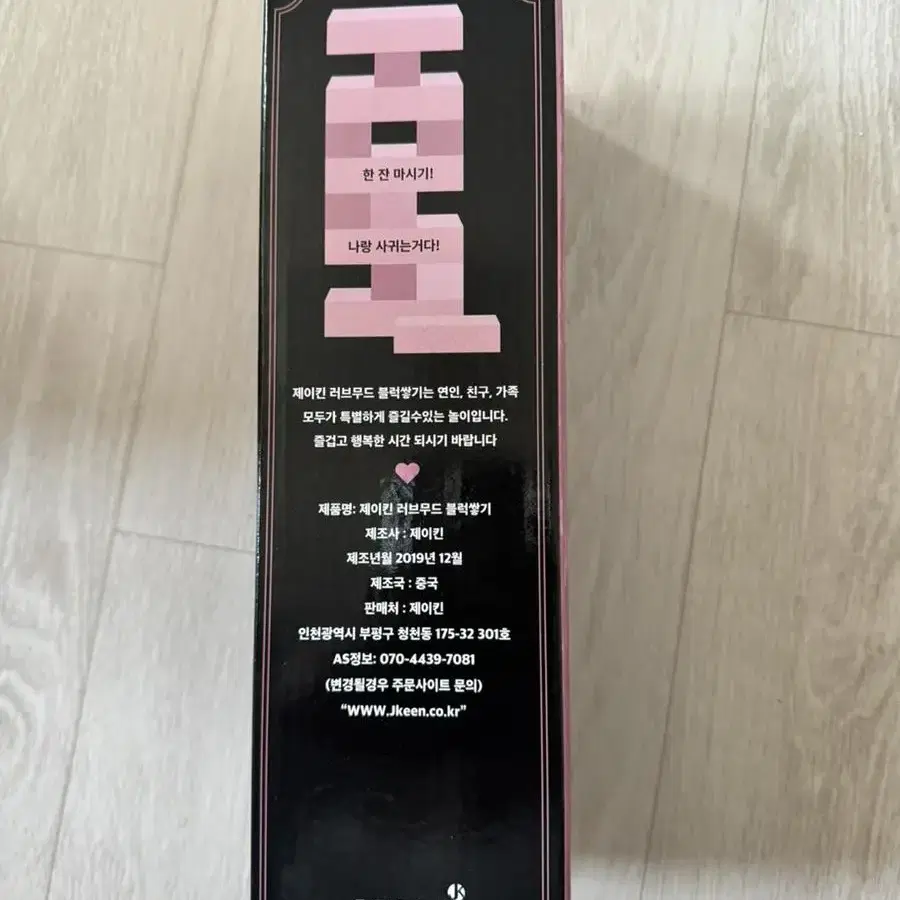 한 잔 마시기!
나랑 사귀는거다!
제이킨 러브무드 블럭쌓기는 연인, 친구, 가족
모두가 특별하게 즐길수있는 놀이입니다.
즐겁고 행복한 시간 되시기 바랍니다
제품명: 제이킨 러브무드 블럭쌓기
제조사 : 제이킨
제조년월 2019년 12월
제조국 : 중국
판매처 : 제이킨
인천광역시 부평구 청천동 175-32 301호
AS정보: 070-4439-7081
(변경될경우 주문사이트 문의)
“WWW.Jkeen.co.kr”